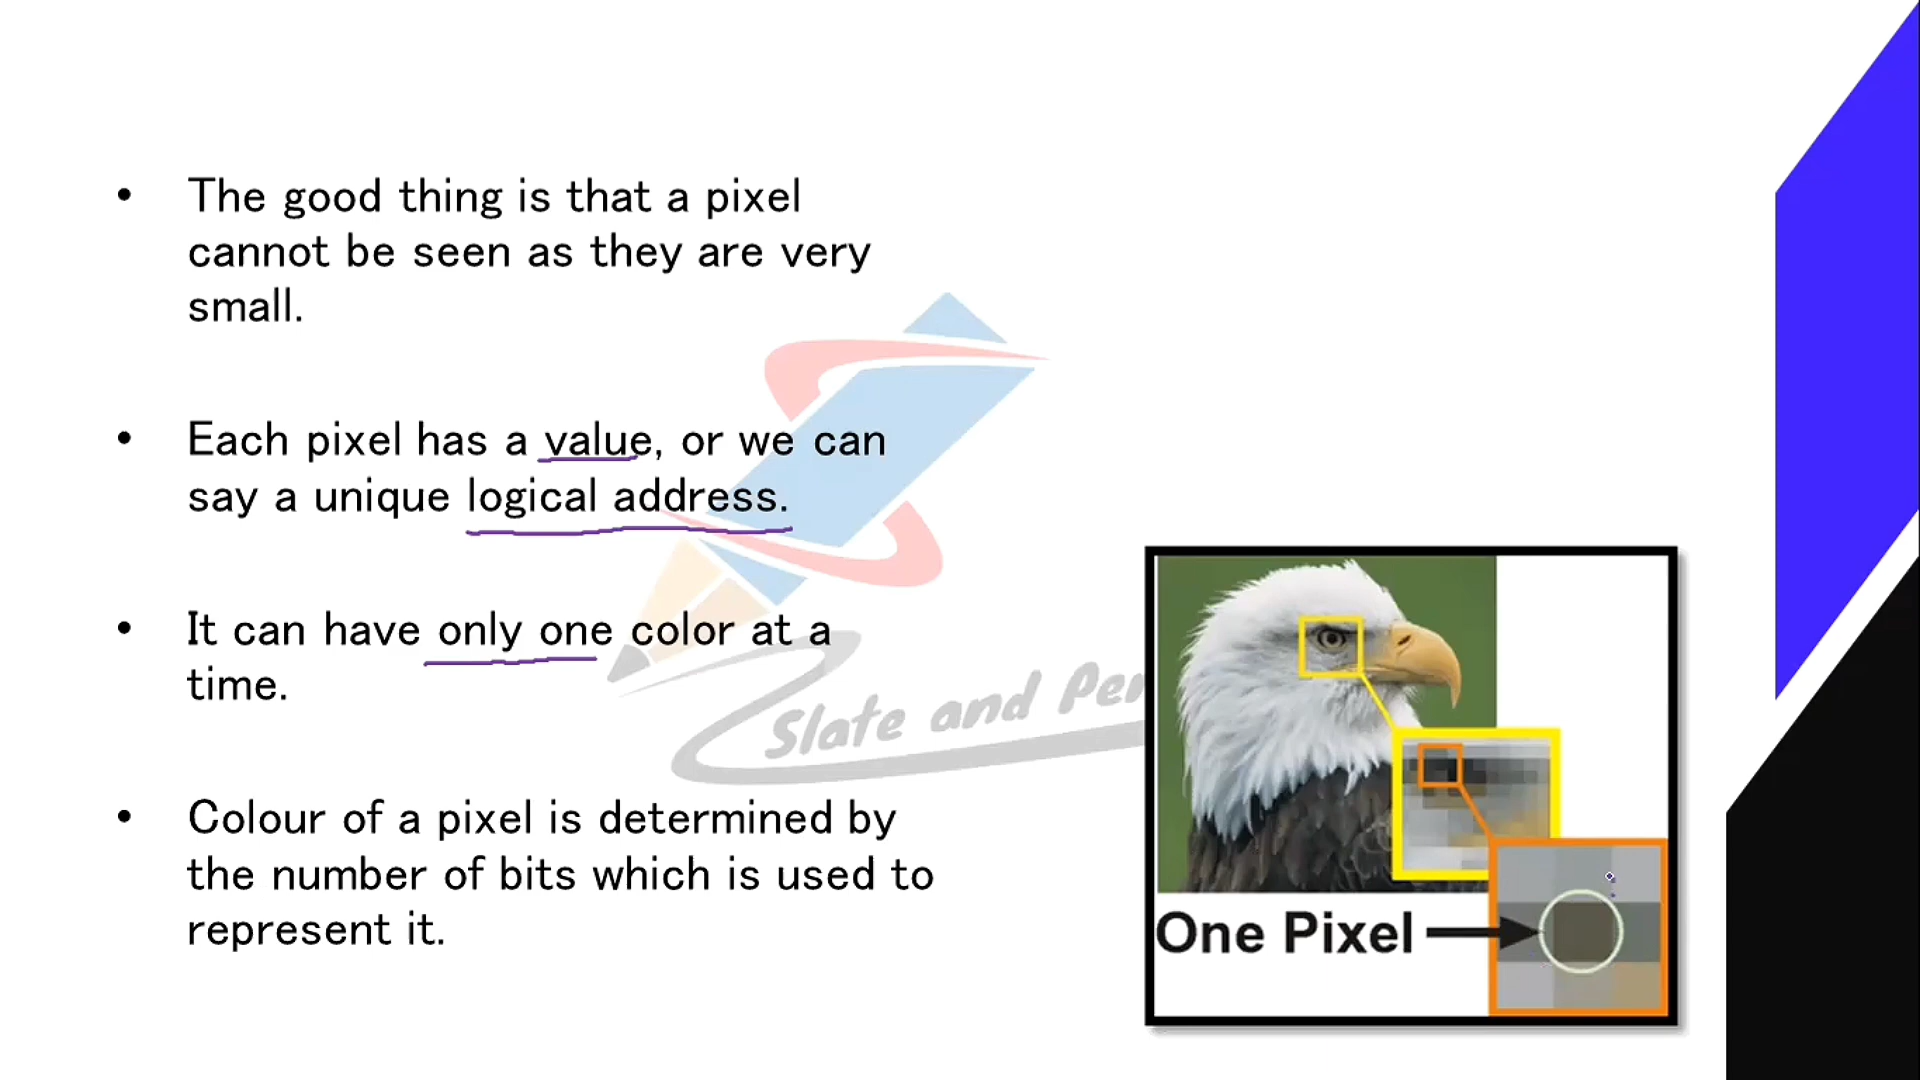 • The good thing is that a pixel
cannot be seen as they are very
small.
• Each pixel has a value, or we can
say a unique logical address.
• It can have only one color at a
time.
• Colour of a pixel is determined by
the number of bits which is used to
represent it.
Slate and Pen
One Pixel